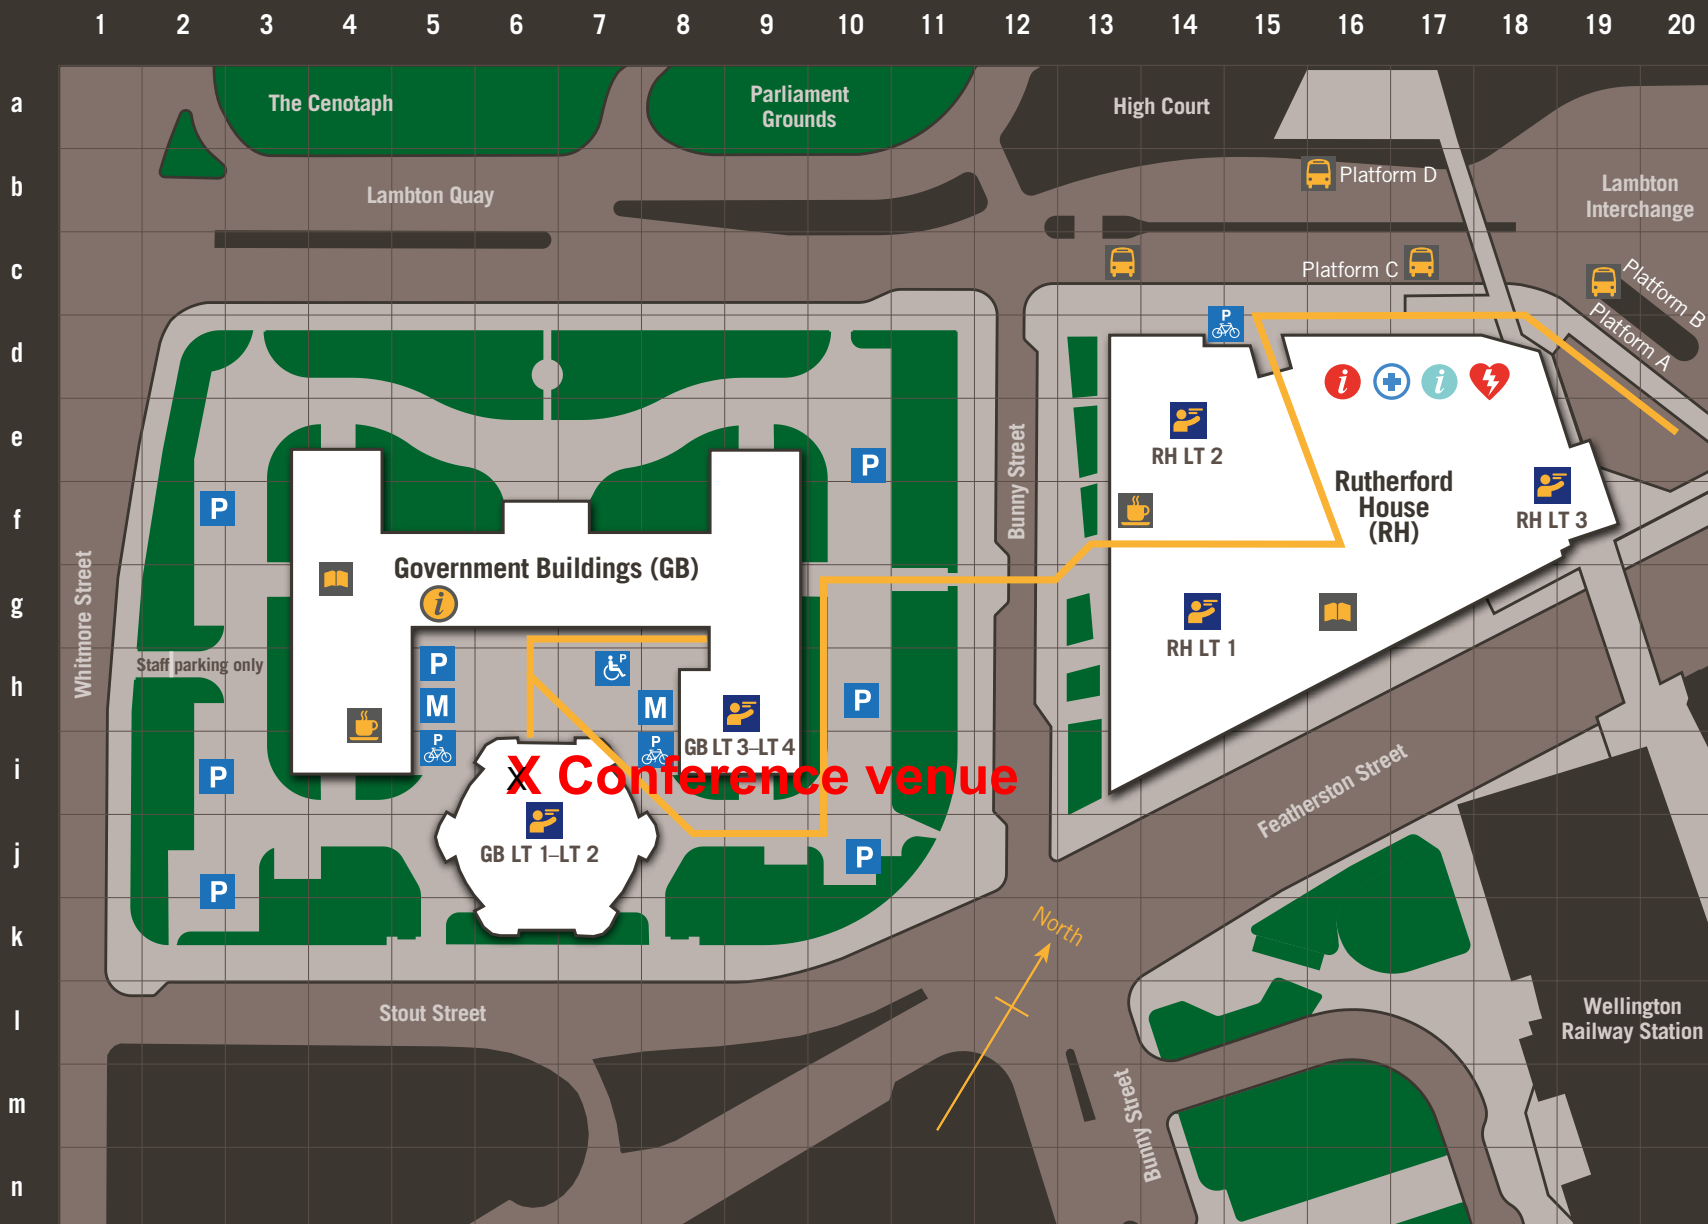 1 2 3 4 5 6 7 8 9 10 11 12 13 14 15 16 17 18 19 20
a
b
c
d
e
f
g
h
i
j
k
l
m
n
The Cenotaph
Parliament
Grounds
High Court
Platform D
Lambton Quay
Lambton
Interchange
Platform C
Platform B
Platform A
P
RH LT 2
P
Bunny Street
Rutherford
House
(RH)
P
RH LT 3
Whitmore Street
Government Buildings (GB)
i
i
i
RH LT 1
Staff parking only
P
P
P
M
M
P
P
P
GB LT 3–LT 4
P
X
X Conference venue
Featherston Street
GB LT 1–LT 2
P
P
North
Stout Street
Wellington
Railway Station
Bunny Street